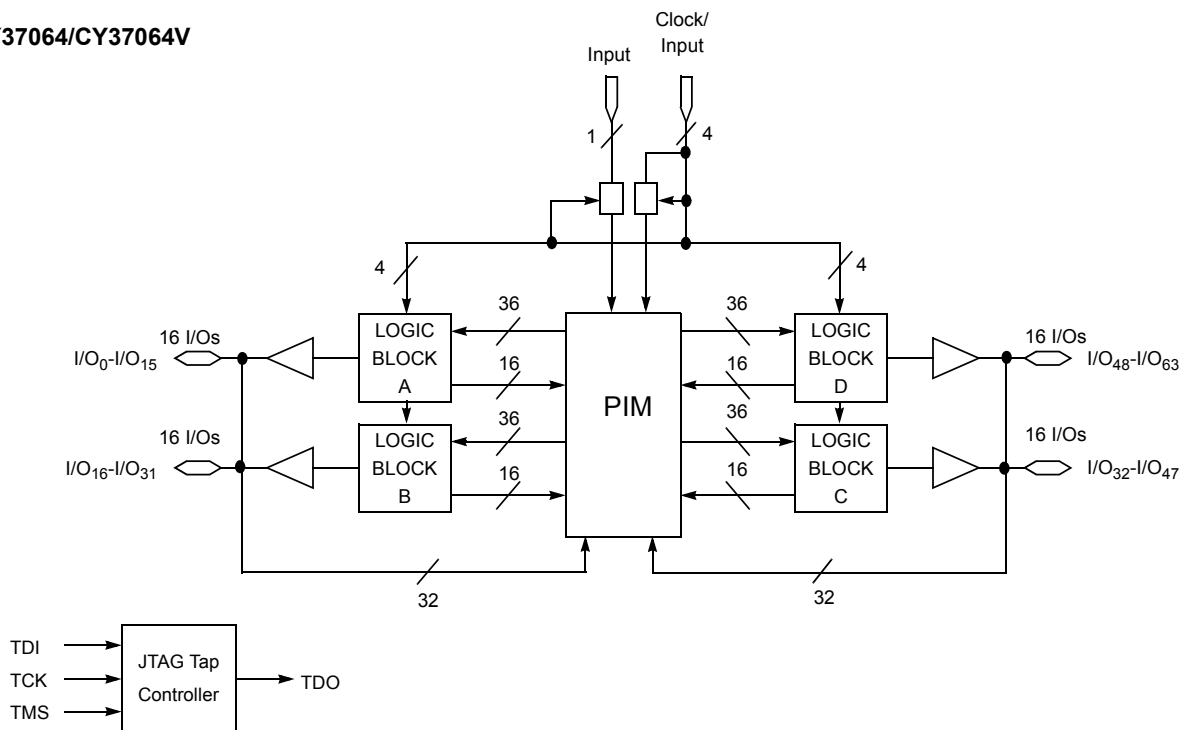 Y37064/CY37064V
Clock/
Input
Input
1
4
4
4
36
36
LOGIC
BLOCK
A
LOGIC
BLOCK
D
16 I/Os
I/O0-I/O15
16 I/Os
I/O48-I/O63
16
16
PIM
36
36
LOGIC
BLOCK
B
LOGIC
BLOCK
C
16 I/Os
I/O16-I/O31
16 I/Os
I/O32-I/O47
16
16
32
32
TDI
TCK
TMS
JTAG Tap
Controller
TDO